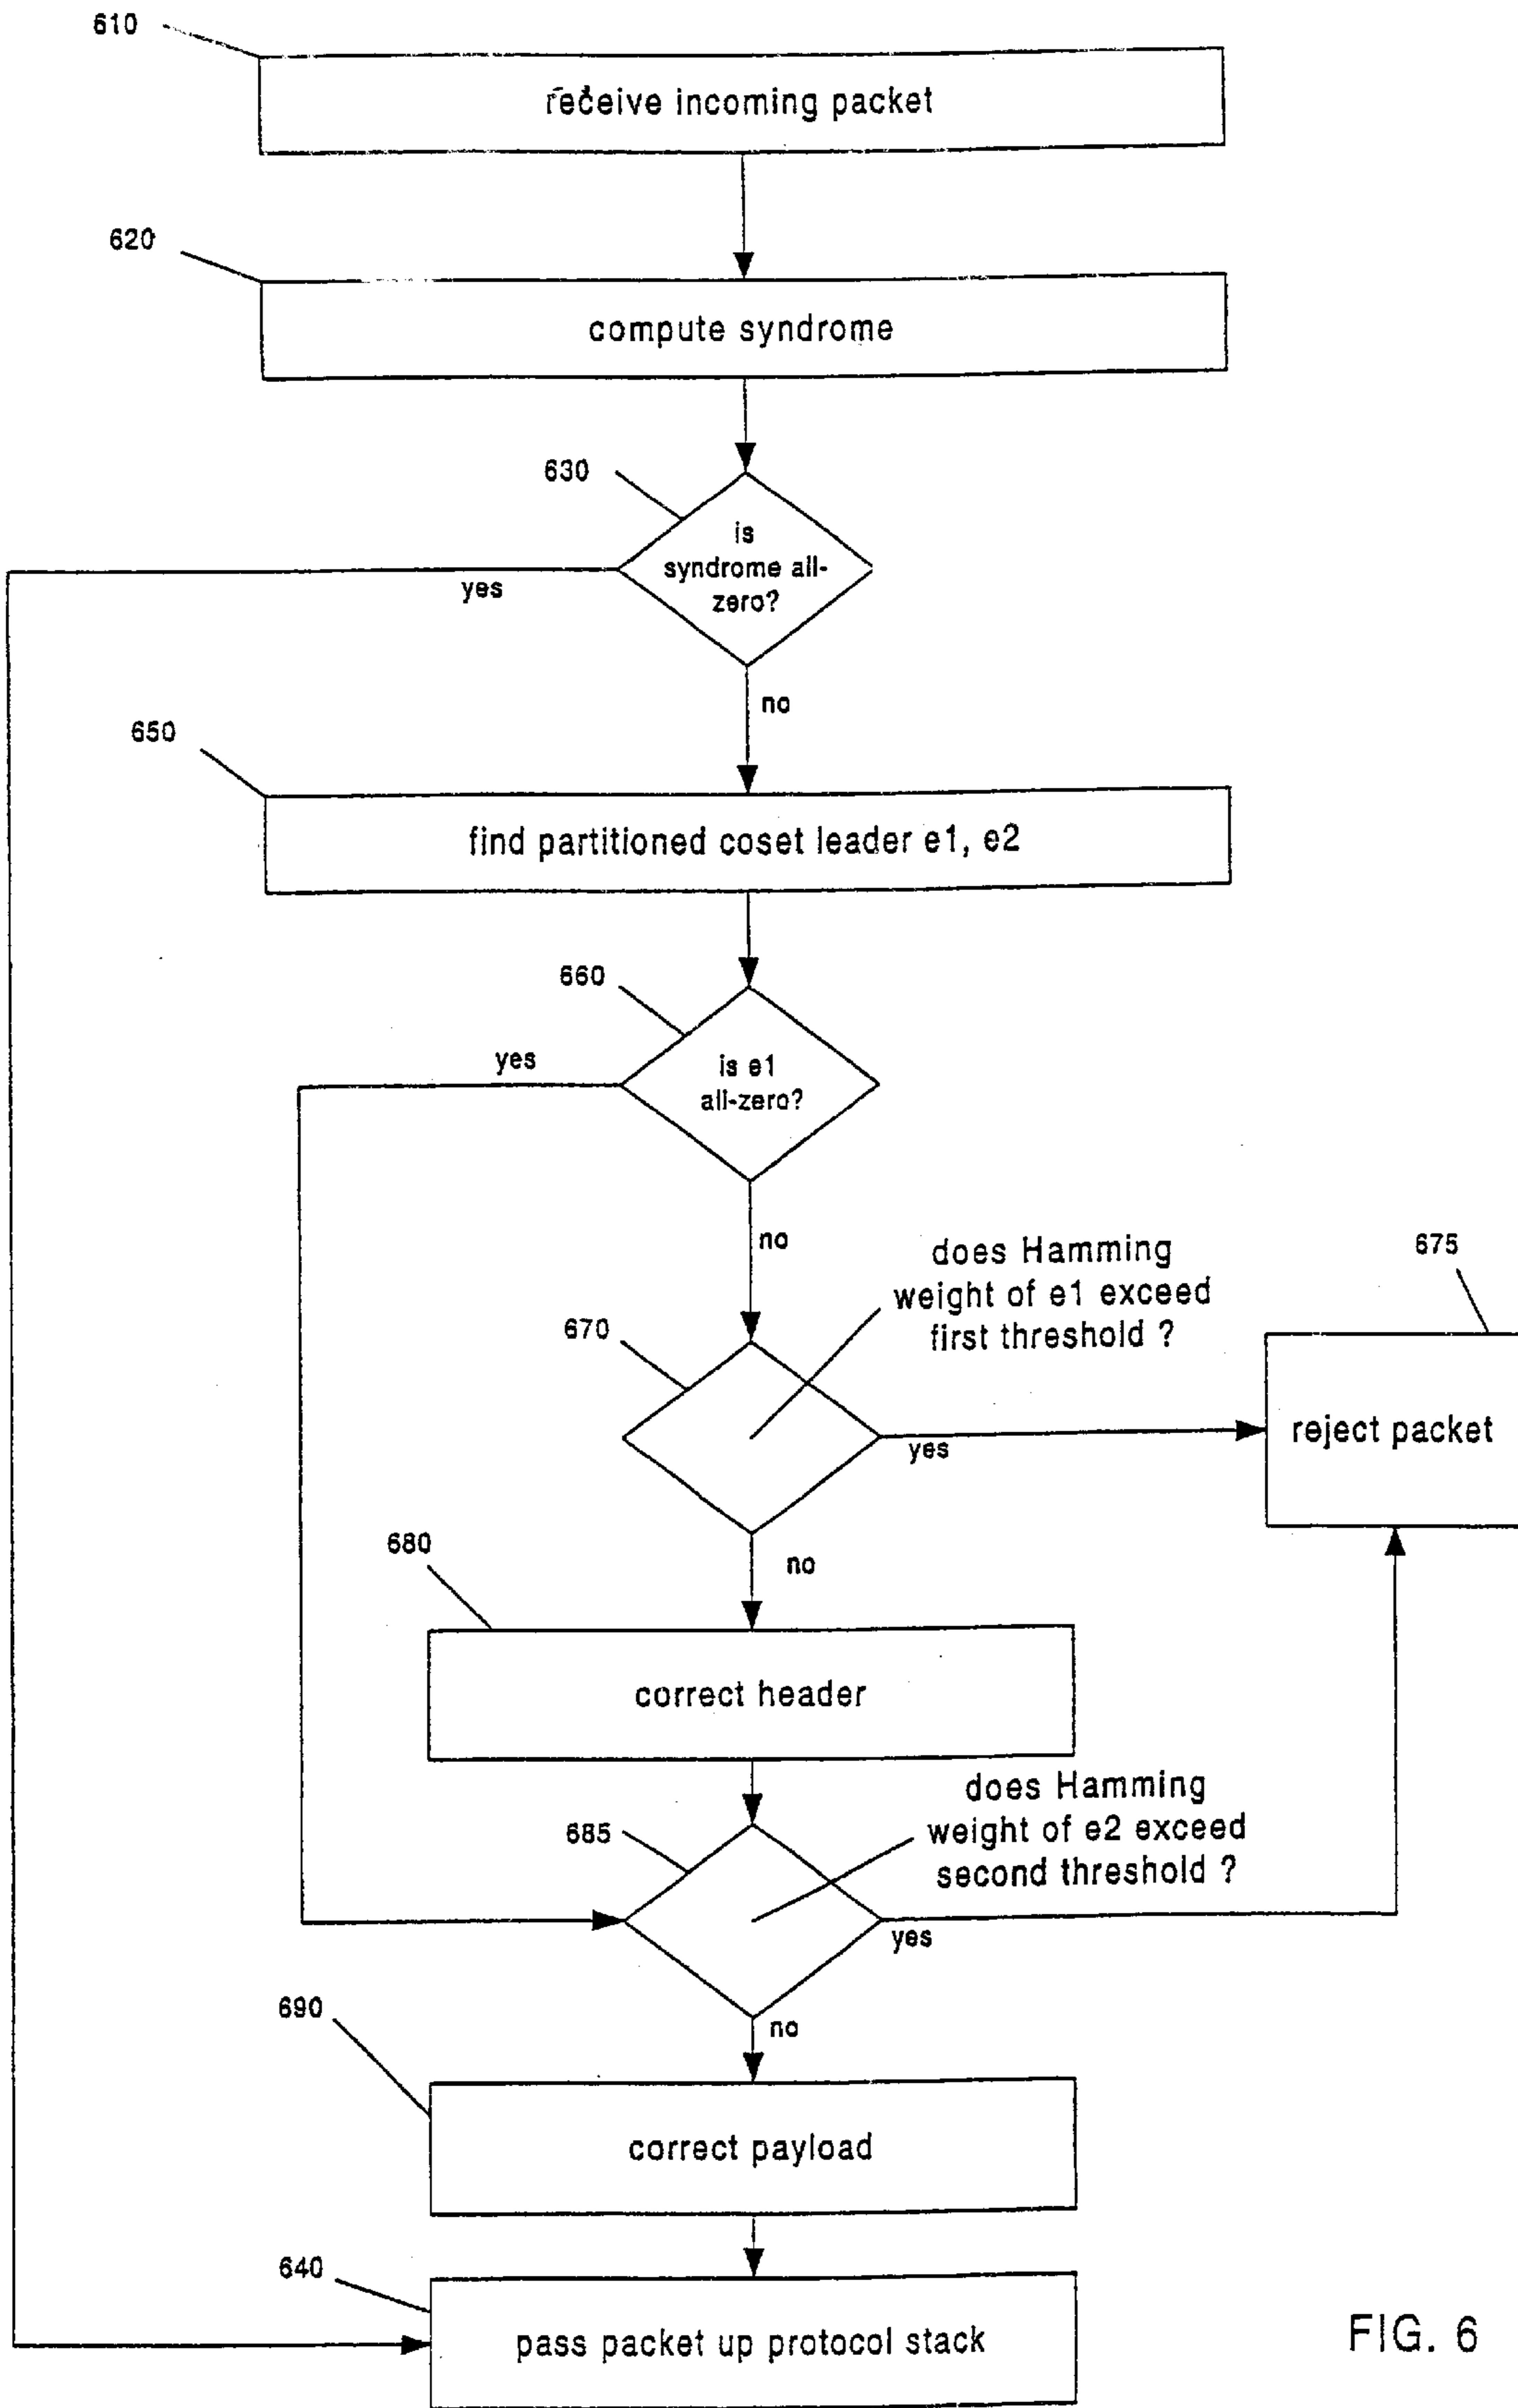 610
receive incoming packet
620
compute syndrome
630
is
syndrome all-
zero?
yes
no
650
find partitioned coset leader e1, e2
660
is e1
all-zero?
yes
no
does Hamming
weight of e1 exceed
first threshold ?
670
yes
675
reject packet
no
680
correct header
does Hamming
weight of e2 exceed
second threshold ?
685
yes
no
690
correct payload
640
pass packet up protocol stack
FIG. 6